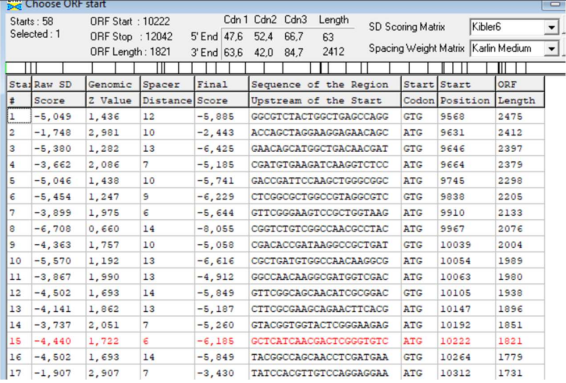 Choose ORF start
Starts : 58 ORF Start : 10222 Cdn 1 Cdn2 Cdn3 Length SD Scoring Matrix Kibler6
Selected : 1 ORF Stop : 12042 5' End 47,6 52,4 66,7 63
ORF Length : 1821 3' End 63,6 42,0 84,7 2412 Spacing Weight Matrix Karlin Medium
Star Raw SD Genomic Spacer Final Sequence of the Region Start Start ORF
# Score Z Value Distance Score Upstream of the Start Codon Position Length
1 -5,049 1,436 12 -5,885 GGCGTCTACTGGCTGAGCCAGG GTG 9568 2475
2 -1,748 2,981 10 -2,443 ACCAGCTAGGAAGGAGAACAGC ATG 9631 2412
3 -5,380 1,282 13 -6,425 GAACAGCATGGCTGACAACGAT GTG 9646 2397
4 -3,662 2,086 7 -5,185 CGATGTGAAGATCAAGGTCTCC ATG 9664 2379
5 -5,046 1,438 10 -5,741 GACCGATTCCAAGCTGGGCGGC ATG 9745 2298
6 -5,454 1,247 9 -6,229 CTCGGCGCTGGCCGTAGGCGTC GTG 9838 2205
7 -3,899 1,975 6 -5,644 GTTCGGGAAGTCCGCTGGTAAG ATG 9910 2133
8 -6,708 0,660 14 -8,055 CGGTCTGTCGGCCAACGCCTAC ATG 9967 2076
9 -4,363 1,757 10 -5,058 CGACACCGATAAGGCCGCTGAT GTG 10039 2004
10 -5,570 1,192 13 -6,616 CGCTGATGTGGCCAACAAGGCG ATG 10054 1989
11 -3,867 1,990 13 -4,912 GGCCAACAAGGCGATGGTCGAC ATG 10063 1980
12 -4,502 1,693 14 -5,849 GTTCGGCAGCAACATCGCGGAC GTG 10105 1938
13 -4,141 1,862 13 -5,187 CTTCGCGAAGCAGAACTTCACG ATG 10147 1896
14 -3,737 2,051 7 -5,260 GTACGGTGGTACTCGGGAAGAG ATG 10192 1851
15 -4,440 1,722 6 -6,185 GCTCATCAACGACTCGGGTGTC ATG 10222 1821
16 -4,502 1,693 14 -5,849 TACGGCCAGCAACCTCGATGAA GTG 10264 1779
17 -1,907 2,907 7 -3,430 TATCCACGTTGTCCAGGAGGAA ATG 10312 1731